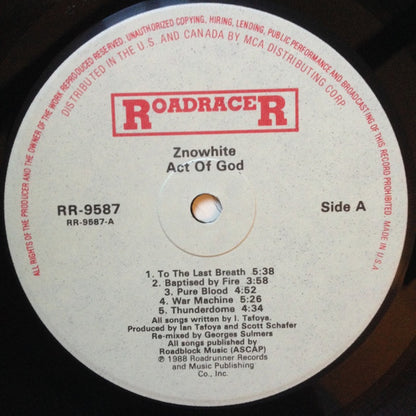 ALL RIGHTS OF THE PRODUCER AND THE OWNER OF THE WORK REPRODUCED RESERVED. UNAUTHORIZED COPYING, HIRING, LENDING, PUBLIC PERFORMANCE AND BROADCASTING OF THIS RECORD PROHIBITED. MADE IN U.S.A.
DISTRIBUTED IN THE U.S. AND CANADA BY MCA DISTRIBUTING CORP.
ROADRACER
Znowhite
Act Of God
RR-9587
RR-9587-A
Side A
1. To The Last Breath 5:38
2. Baptised by Fire 3:58
3. Pure Blood 4:52
4. War Machine 5:26
5. Thunderdome 4:34
All songs written by I. Tafoya.
Produced by Ian Tafoya and Scott Schafer
Re-mixed by Georges Sulmers
All songs published by
Roadblock Music (ASCAP)
℗ 1988 Roadrunner Records
and Music Publishing
Co., Inc.